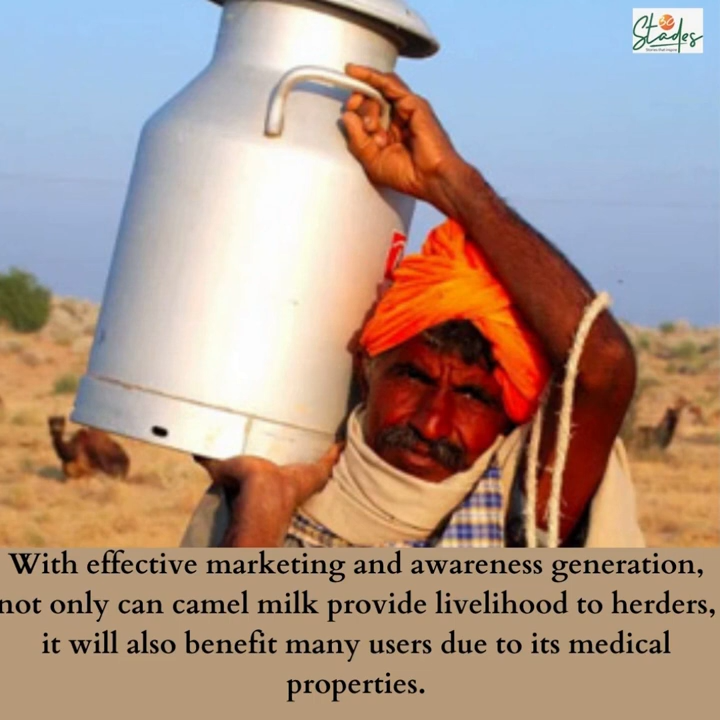 30
Stades
With effective marketing and awareness generation,
not only can camel milk provide livelihood to herders,
it will also benefit many users due to its medical
properties.